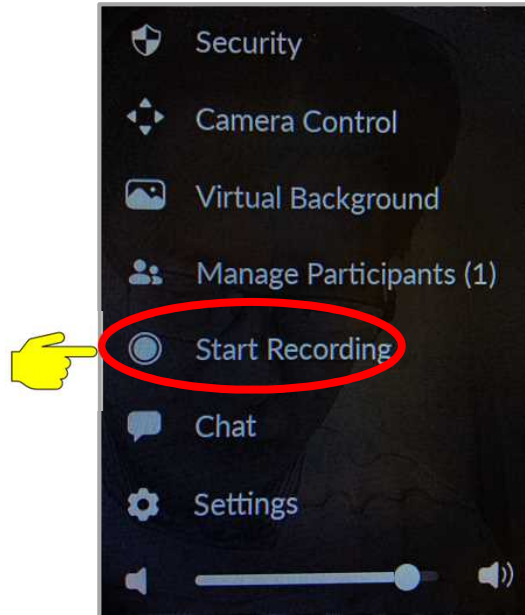 Security
Camera Control
Virtual Background
Manage Participants (1)
Start Recording
Chat
Settings